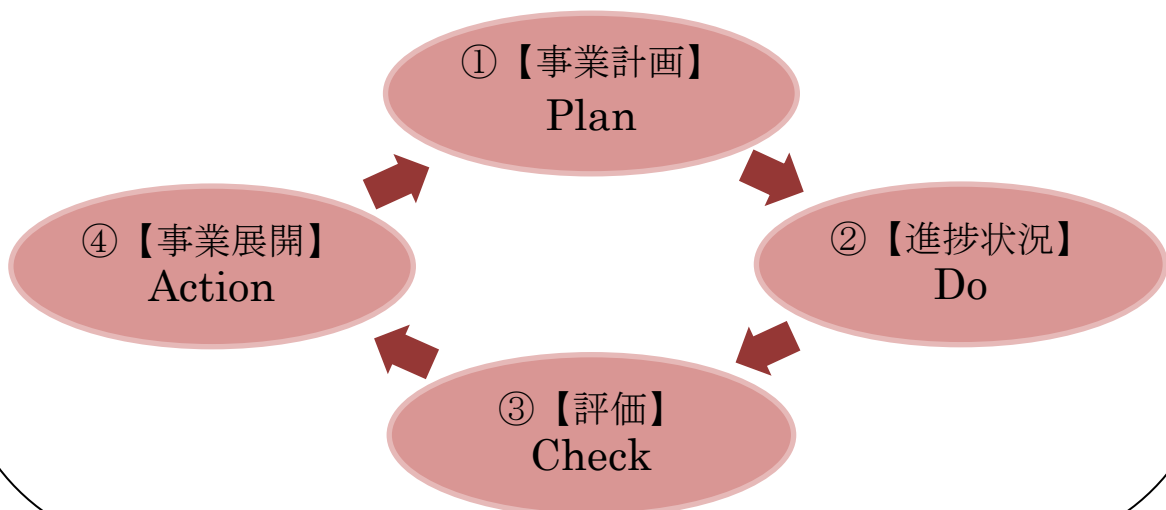 ①【事業計画】
Plan
②【進捗状況】
Do
③【評価】
Check
④【事業展開】
Action